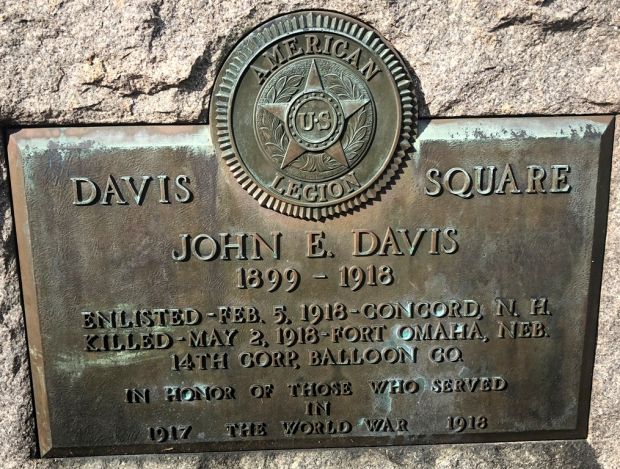 AMERICAN
U·S
LEGION
DAVIS SQUARE
JOHN E. DAVIS
1899 - 1918
ENLISTED - FEB. 5, 1918 - CONCORD, N. H.
KILLED - MAY 2, 1918 - FORT OMAHA, NEB.
14TH CORP, BALLOON CO.
IN HONOR OF THOSE WHO SERVED
IN
1917 THE WORLD WAR 1918